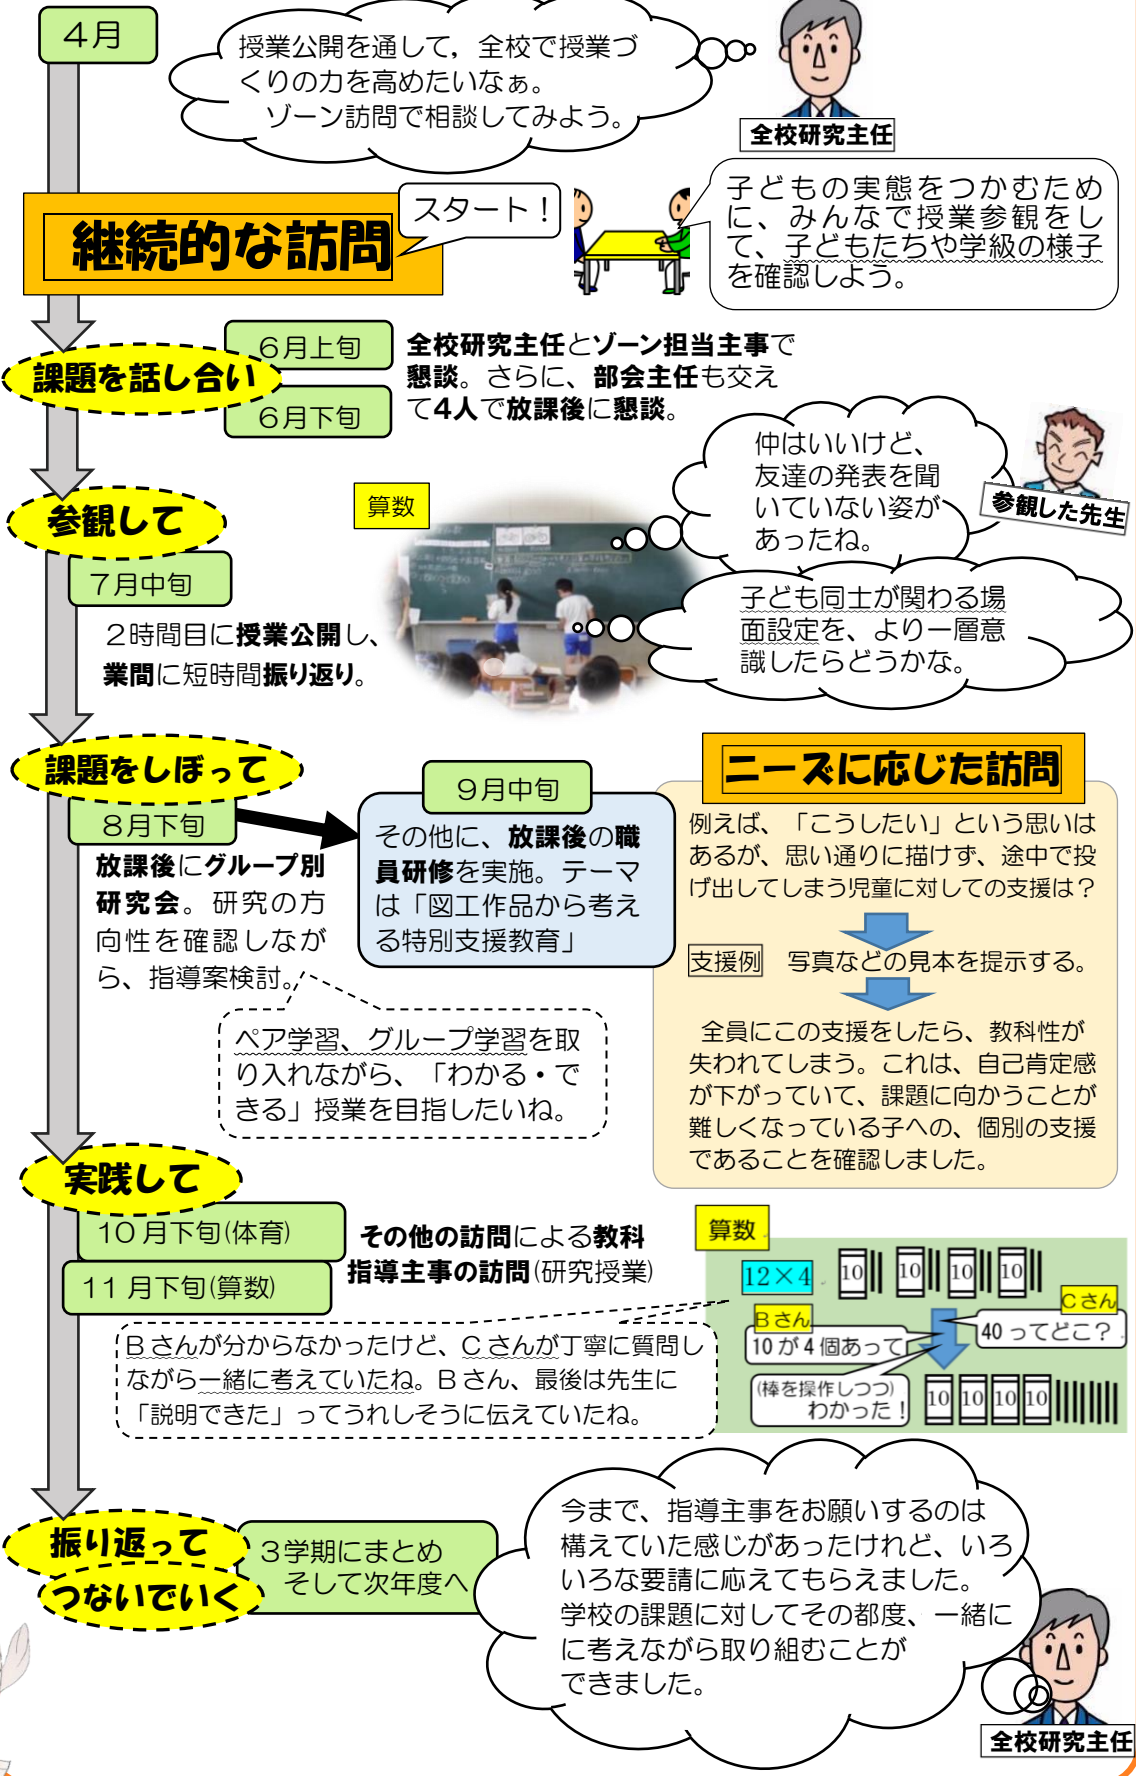 4月
授業公開を通して，全校で授業づ
くりの力を高めたいなぁ。
ゾーン訪問で相談してみよう。
全校研究主任
継続的な訪問
スタート！
子どもの実態をつかむため
に、みんなで授業参観をし
て、子どもたちや学級の様子
を確認しよう。
課題を話し合い
6月上旬
6月下旬
全校研究主任とゾーン担当主事で
懇談。さらに、部会主任も交え
て4人で放課後に懇談。
仲はいいけど、
友達の発表を聞
いていない姿が
あったね。
参観した先生
参観して
算数
7月中旬
2時間目に授業公開し、
業間に短時間振り返り。
子ども同士が関わる場
面設定を、より一層意
識したらどうかな。
課題をしぼって
8月下旬
放課後にグループ別
研究会。研究の方
向性を確認しなが
ら、指導案検討。
9月中旬
その他に、放課後の職
員研修を実施。テーマ
は「図工作品から考え
る特別支援教育」
ニーズに応じた訪問
例えば、「こうしたい」という思いは
あるが、思い通りに描けず、途中で投
げ出してしまう児童に対しての支援は？
支援例　写真などの見本を提示する。
全員にこの支援をしたら、教科性が
失われてしまう。これは、自己肯定感
が下がっていて、課題に向かうことが
難しくなっている子への、個別の支援
であることを確認しました。
ペア学習、グループ学習を取
り入れながら、「わかる・で
きる」授業を目指したいね。
実践して
10月下旬(体育)
11月下旬(算数)
その他の訪問による教科
指導主事の訪問(研究授業)
算数
12×4
10 10 10 10
Bさん
10が4個あって
Cさん
40ってどこ？
(棒を操作しつつ)
わかった！
10 10 10 10
Bさんが分からなかったけど、Cさんが丁寧に質問し
ながら一緒に考えていたね。Bさん、最後は先生に
「説明できた」ってうれしそうに伝えていたね。
振り返って
つないでいく
3学期にまとめ
そして次年度へ
今まで、指導主事をお願いするのは
構えていた感じがあったけれど、いろ
いろな要請に応えてもらえました。
学校の課題に対してその都度、一緒に
に考えながら取り組むことが
できました。
全校研究主任